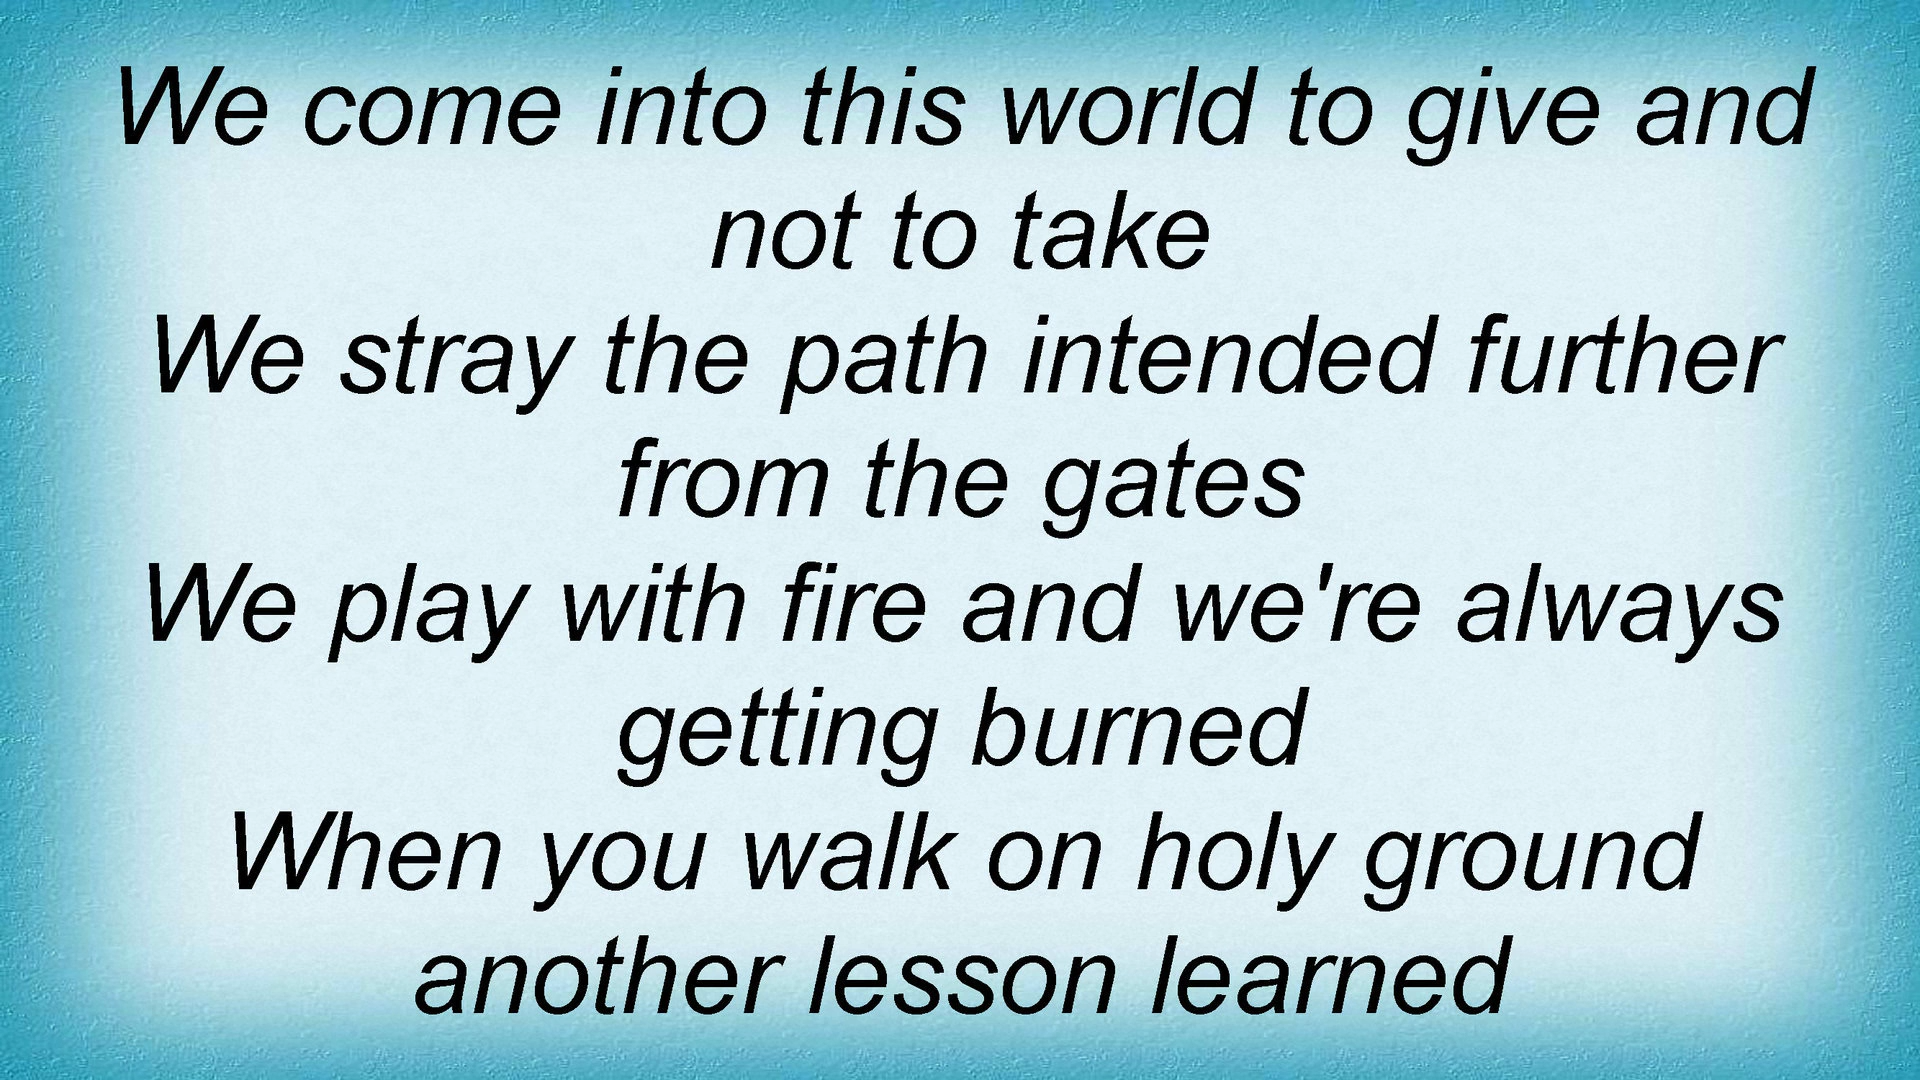 We come into this world to give and
not to take
We stray the path intended further
from the gates
We play with fire and we're always
getting burned
When you walk on holy ground
another lesson learned